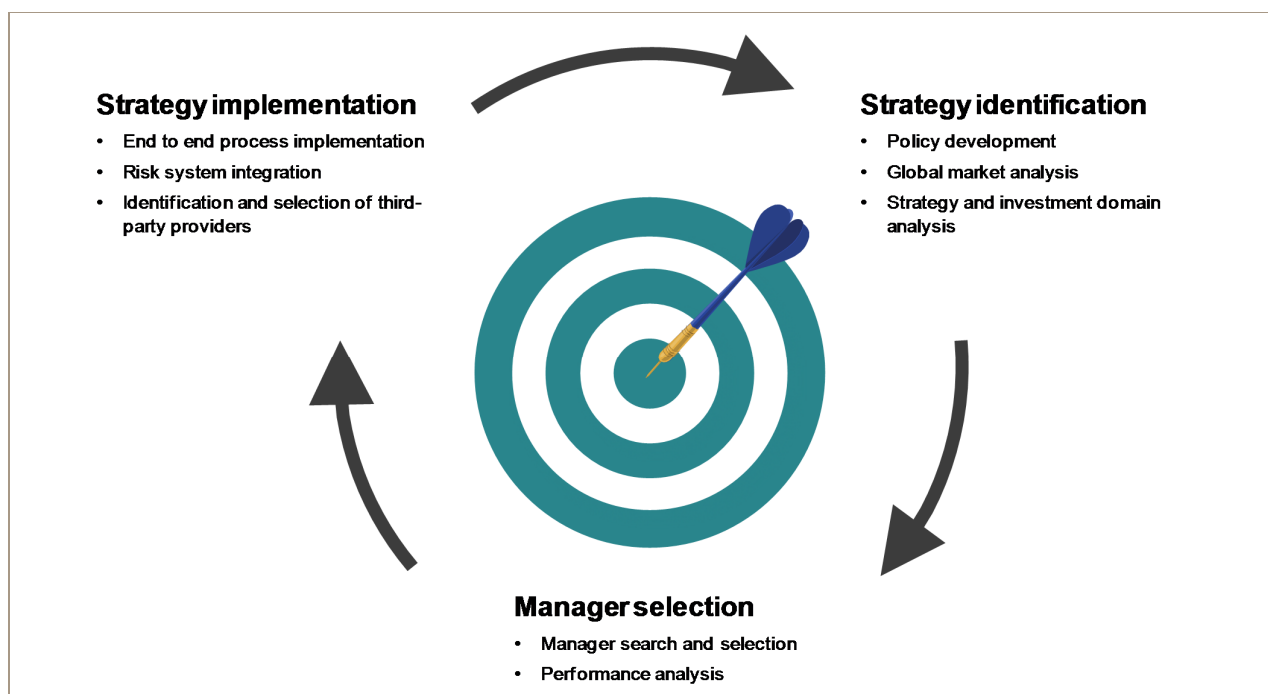 Strategy implementation
• End to end process implementation
• Risk system integration
• Identification and selection of third-
party providers
Strategy identification
• Policy development
• Global market analysis
• Strategy and investment domain
analysis
Manager selection
• Manager search and selection
• Performance analysis